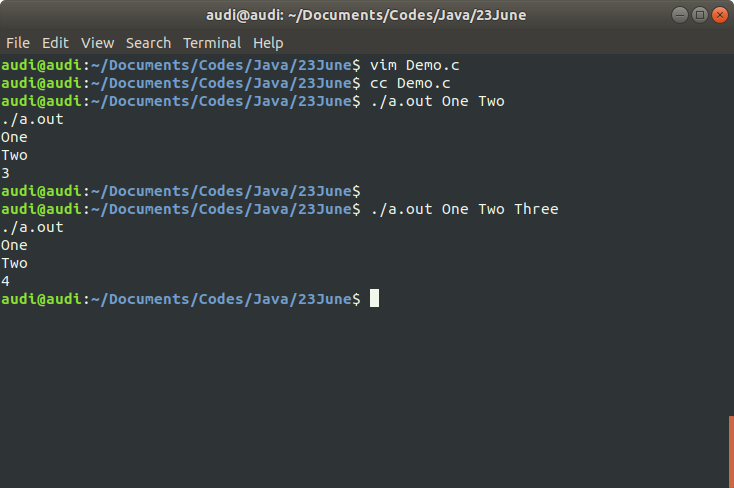 audi@audi: ~/Documents/Codes/Java/23June
File Edit View Search Terminal Help
audi@audi:~/Documents/Codes/Java/23June$ vim Demo.c
audi@audi:~/Documents/Codes/Java/23June$ cc Demo.c
audi@audi:~/Documents/Codes/Java/23June$ ./a.out One Two
./a.out
One
Two
3
audi@audi:~/Documents/Codes/Java/23June$
audi@audi:~/Documents/Codes/Java/23June$ ./a.out One Two Three
./a.out
One
Two
4
audi@audi:~/Documents/Codes/Java/23June$